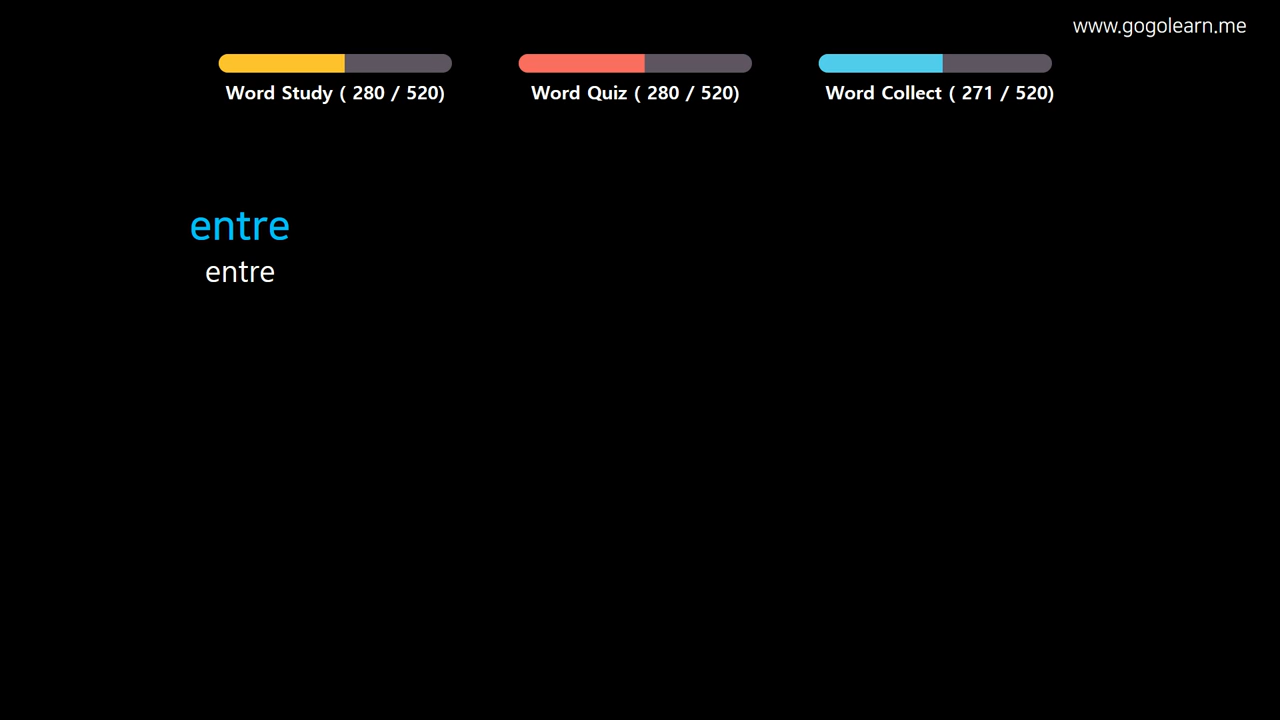 www.gogolearn.me
Word Study ( 280 / 520)
Word Quiz ( 280 / 520)
Word Collect ( 271 / 520)
entre
entre